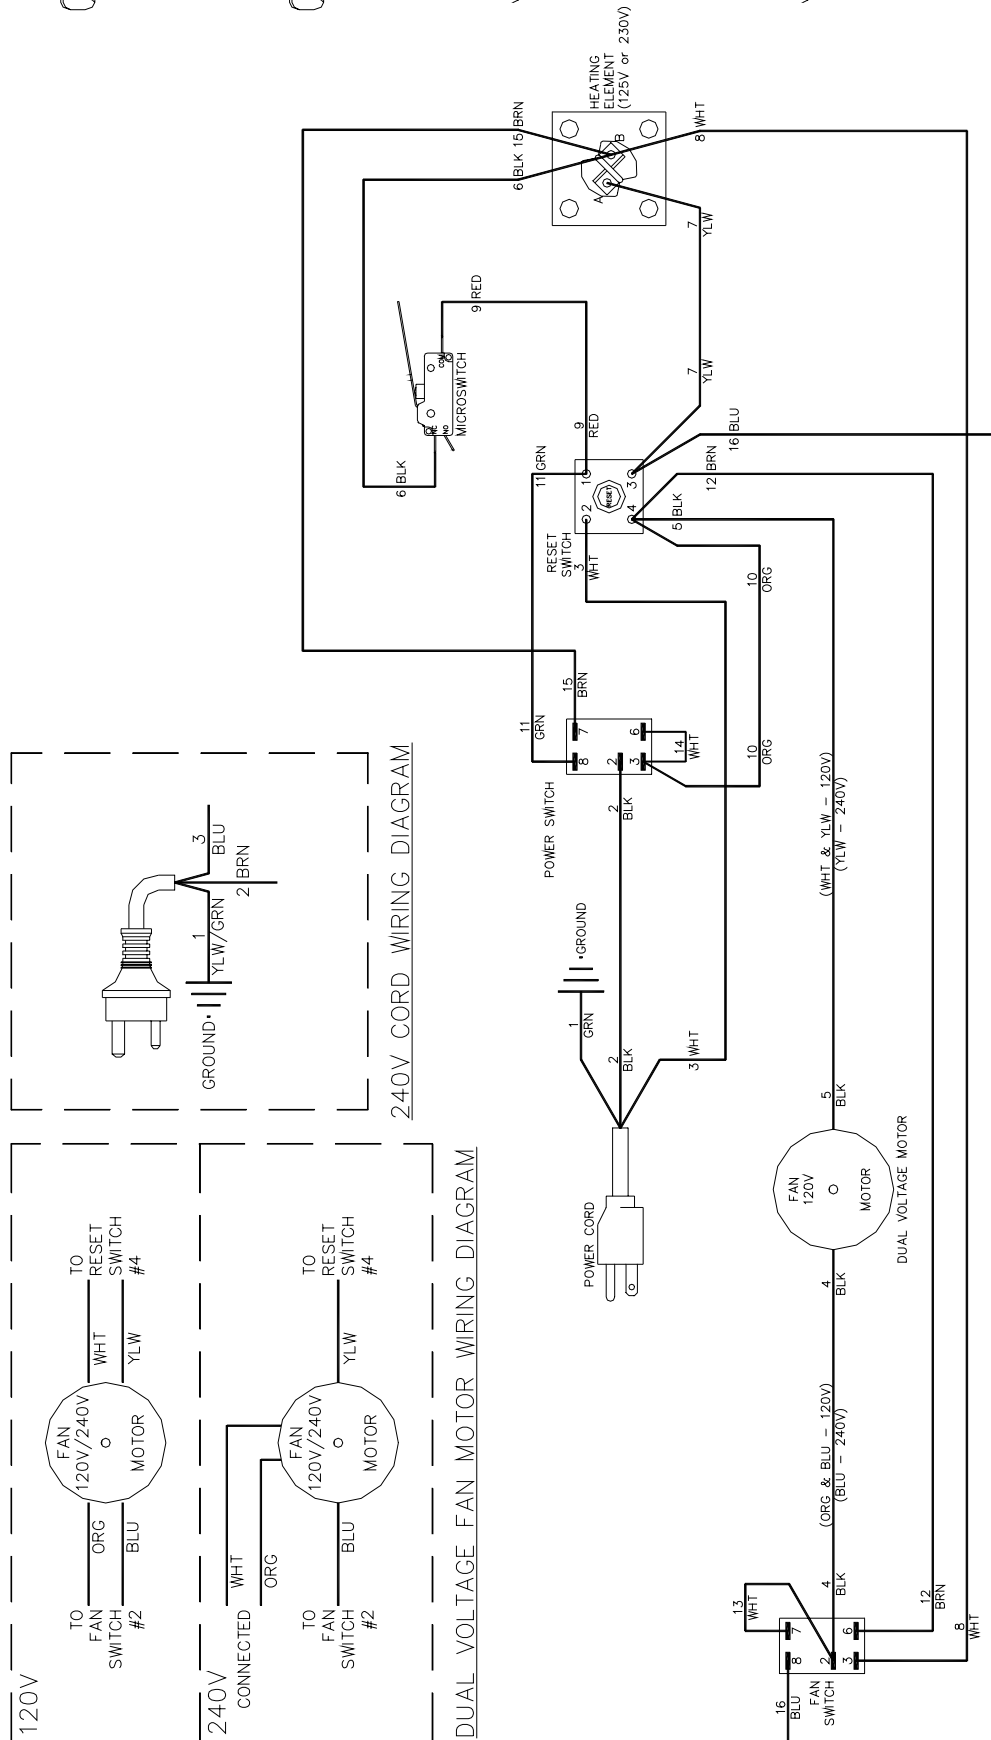 HEATING
ELEMENT
(125V or 230V)
15 BRN
6 BLK
8 WHT
B
A
7
YLW
9 RED
COM
NC
NO
MICROSWITCH
7
YLW
9
RED
16 BLU
11 GRN
6 BLK
12 BRN
1
2
3
4
RESET
5 BLK
RESET
SWITCH
3
WHT
10
ORG
15
BRN
11
GRN
7
6
8
2
3
14
WHT
10
ORG
POWER SWITCH
2
BLK
(WHT & YLW - 120V)
(YLW - 240V)
GROUND
1
GRN
2
BLK
3 WHT
5
BLK
POWER CORD
FAN
120V
MOTOR
DUAL VOLTAGE MOTOR
4
BLK
(ORG & BLU - 120V)
(BLU - 240V)
4
BLK
13
WHT
12
BRN
8
WHT
7
6
8
2
3
FAN
SWITCH
16
BLU
3
BLU
2 BRN
1
YLW/GRN
GROUND
240V CORD WIRING DIAGRAM
120V
TO
RESET
SWITCH
#4
WHT
YLW
FAN
120V/240V
MOTOR
ORG
BLU
TO
FAN
SWITCH
#2
240V
TO
RESET
SWITCH
#4
YLW
FAN
120V/240V
MOTOR
WHT
ORG
CONNECTED
BLU
TO
FAN
SWITCH
#2
DUAL VOLTAGE FAN MOTOR WIRING DIAGRAM